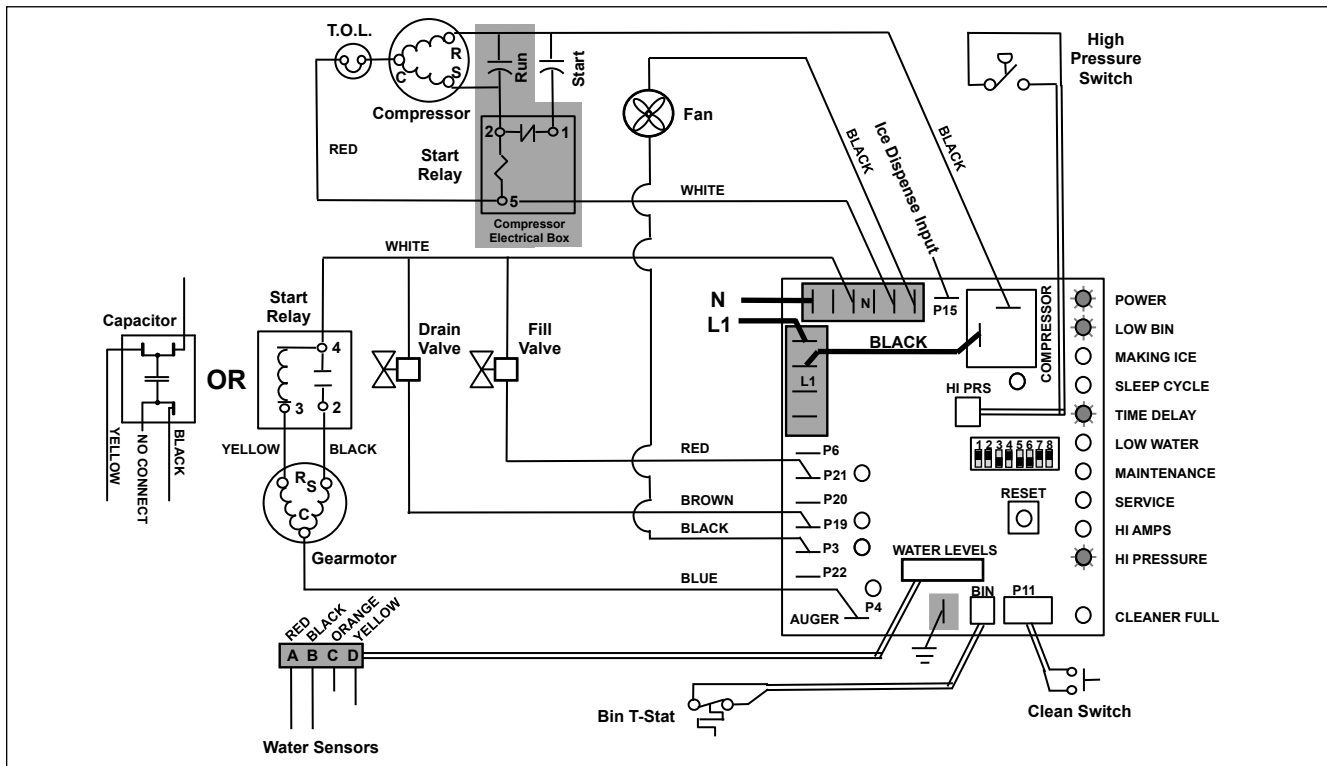 T.O.L.
R
S
C
Compressor
Run
Start
RED
2
1
Start
Relay
5
Compressor
Electrical Box
WHITE
Fan
BLACK
Ice Dispense Input
BLACK
High
Pressure
Switch
WHITE
Capacitor
YELLOW
NO CONNECT
BLACK
OR
Start
Relay
4
3
2
YELLOW
BLACK
R
S
C
Gearmotor
Drain
Valve
Fill
Valve
N
L1
N
P15
BLACK
L1
COMPRESSOR
HI PRS
POWER
LOW BIN
MAKING ICE
SLEEP CYCLE
TIME DELAY
LOW WATER
MAINTENANCE
SERVICE
HI AMPS
HI PRESSURE
CLEANER FULL
1 2 3 4 5 6 7 8
RESET
RED
BROWN
BLACK
BLUE
P6
P21
P20
P19
P3
P22
P4
AUGER
WATER LEVELS
BIN
P11
RED
BLACK
ORANGE
YELLOW
A B C D
Water Sensors
Bin T-Stat
Clean Switch